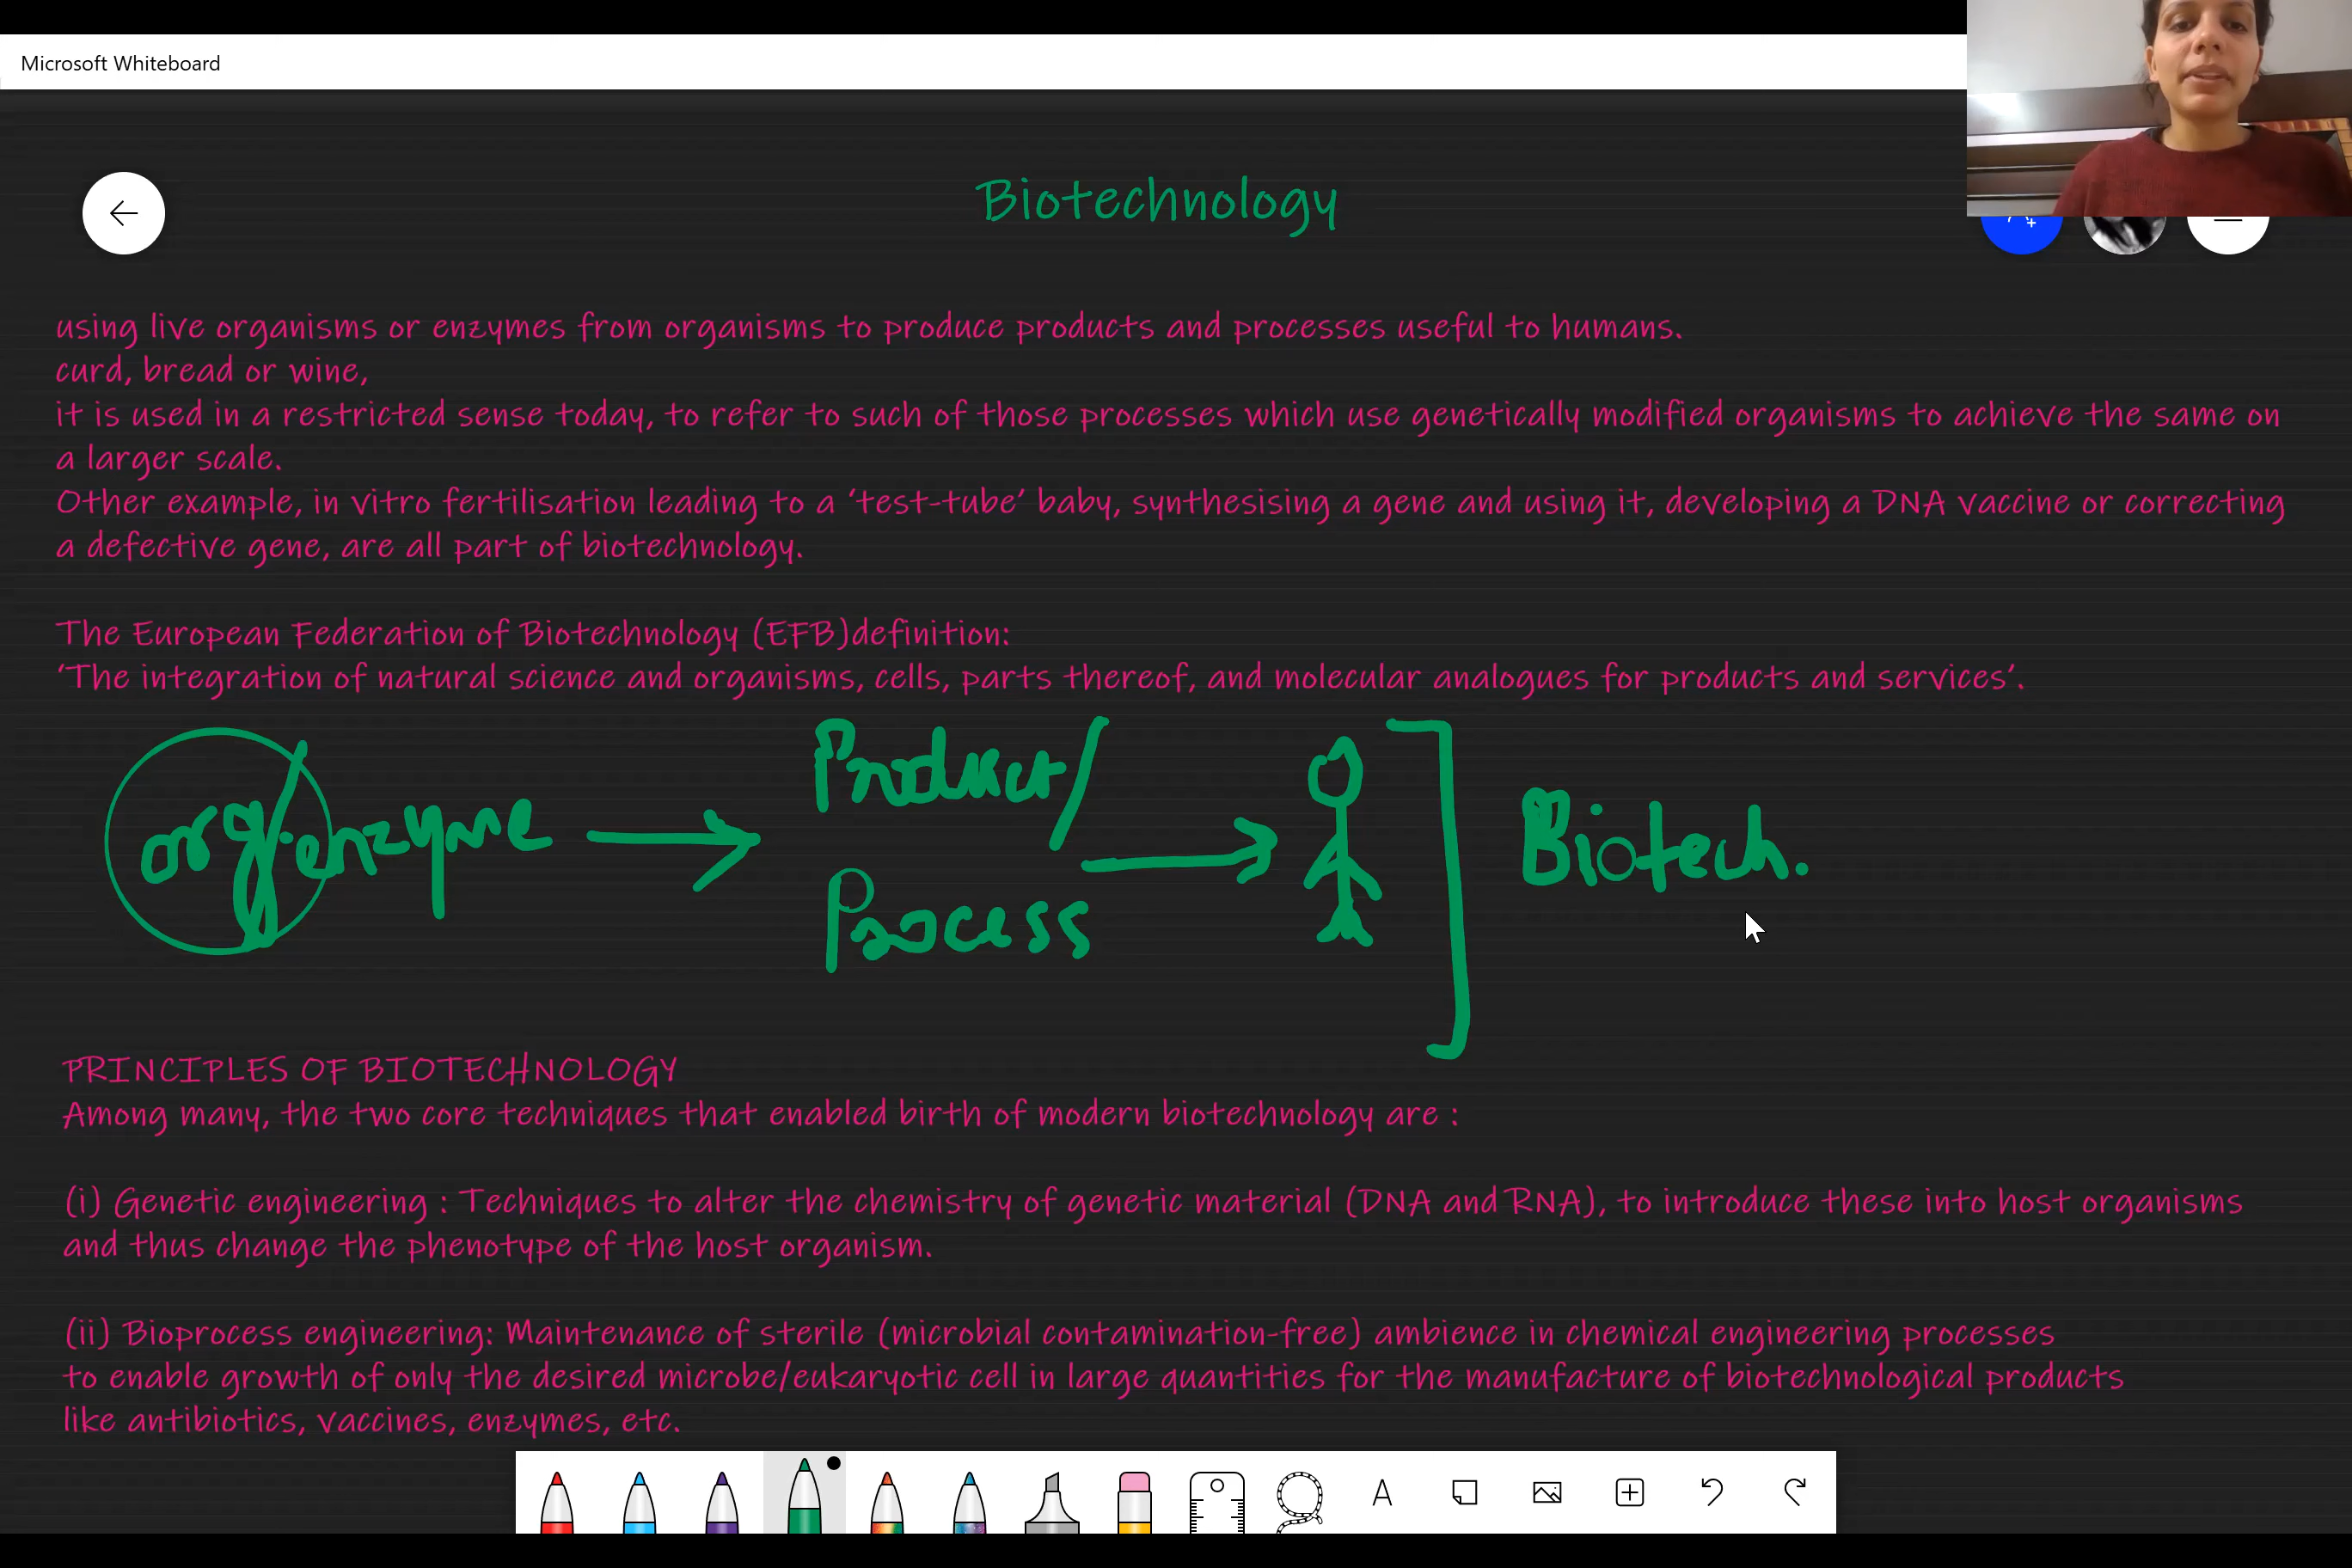 Microsoft Whiteboard
Biotechnology
using live organisms or enzymes from organisms to produce products and processes useful to humans.
curd, bread or wine,
it is used in a restricted sense today, to refer to such of those processes which use genetically modified organisms to achieve the same on
a larger scale.
Other example, in vitro fertilisation leading to a ‘test-tube’ baby, synthesising a gene and using it, developing a DNA vaccine or correcting
a defective gene, are all part of biotechnology.
The European Federation of Biotechnology (EFB)definition:
‘The integration of natural science and organisms, cells, parts thereof, and molecular analogues for products and services’.
org/enzyme
Product/
Process
Biotech.
PRINCIPLES OF BIOTECHNOLOGY
Among many, the two core techniques that enabled birth of modern biotechnology are :
(i) Genetic engineering : Techniques to alter the chemistry of genetic material (DNA and RNA), to introduce these into host organisms
and thus change the phenotype of the host organism.
(ii) Bioprocess engineering: Maintenance of sterile (microbial contamination-free) ambience in chemical engineering processes
to enable growth of only the desired microbe/eukaryotic cell in large quantities for the manufacture of biotechnological products
like antibiotics, vaccines, enzymes, etc.